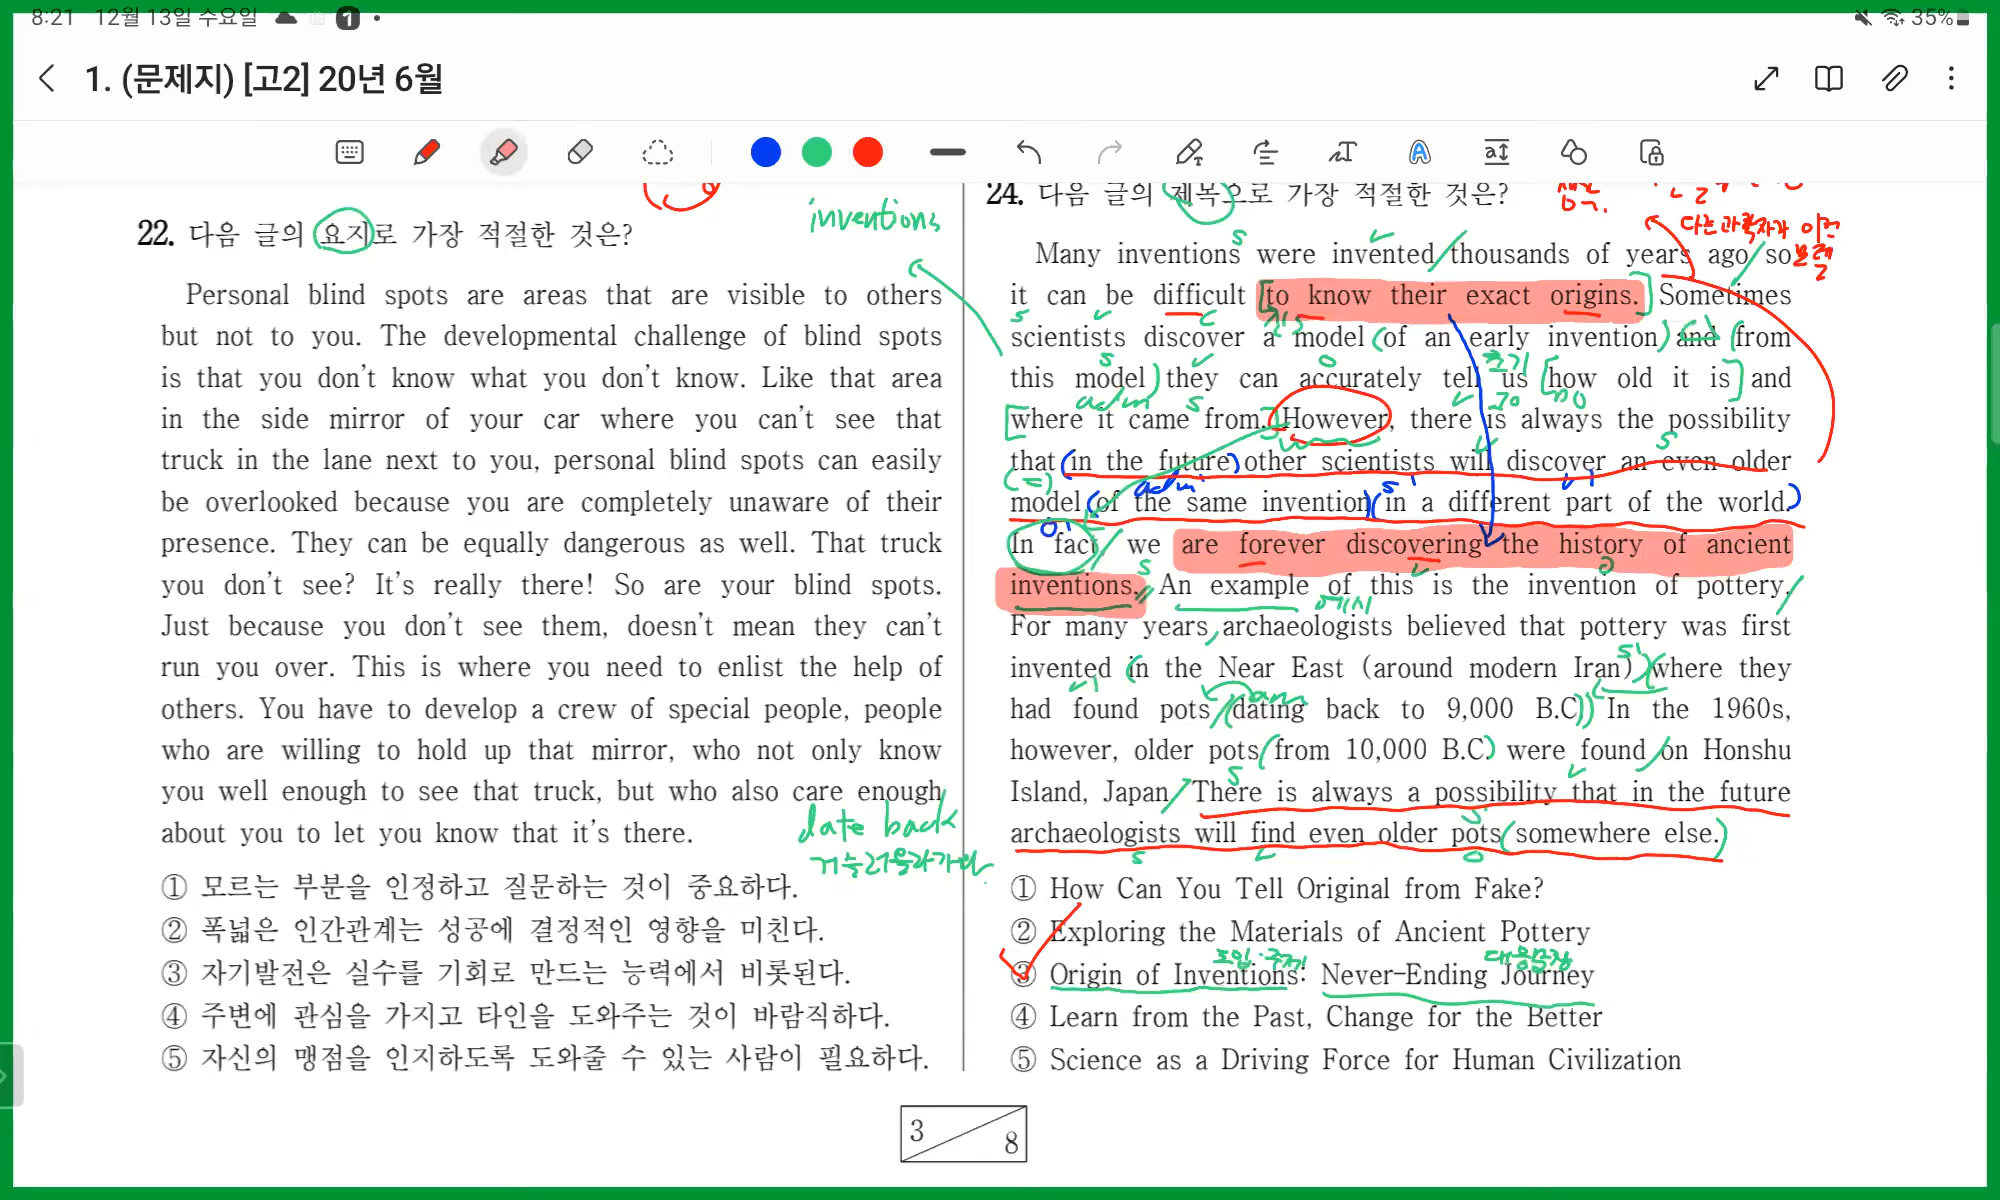 8:21 12월 13일 수요일
35%
1. (문제지) [고2] 20년 6월
22. 다음 글의 요지로 가장 적절한 것은?
inventions
Personal blind spots are areas that are visible to others
but not to you. The developmental challenge of blind spots
is that you don't know what you don't know. Like that area
in the side mirror of your car where you can't see that
truck in the lane next to you, personal blind spots can easily
be overlooked because you are completely unaware of their
presence. They can be equally dangerous as well. That truck
you don't see? It's really there! So are your blind spots.
Just because you don't see them, doesn't mean they can't
run you over. This is where you need to enlist the help of
others. You have to develop a crew of special people, people
who are willing to hold up that mirror, who not only know
you well enough to see that truck, but who also care enough
about you to let you know that it's there.
date back
거슬러올라가다.
① 모르는 부분을 인정하고 질문하는 것이 중요하다.
② 폭넓은 인간관계는 성공에 결정적인 영향을 미친다.
③ 자기발전은 실수를 기회로 만드는 능력에서 비롯된다.
④ 주변에 관심을 가지고 타인을 도와주는 것이 바람직하다.
⑤ 자신의 맹점을 인지하도록 도와줄 수 있는 사람이 필요하다.
24. 다음 글의 제목으로 가장 적절한 것은?
다른 과학자가
Many inventions were invented thousands of years ago so
it can be difficult to know their exact origins. Sometimes
scientists discover a model of an early invention and from
초기
this model they can accurately tell us how old it is and
where it came from. However, there is always the possibility
that in the future other scientists will discover an even older
model of the same invention in a different part of the world.
In fact, we are forever discovering the history of ancient
inventions. An example of this is the invention of pottery.
예시
For many years, archaeologists believed that pottery was first
invented in the Near East (around modern Iran) where they
had found pots dating back to 9,000 B.C. In the 1960s,
however, older pots from 10,000 B.C. were found on Honshu
Island, Japan. There is always a possibility that in the future
archaeologists will find even older pots somewhere else.
① How Can You Tell Original from Fake?
② Exploring the Materials of Ancient Pottery
③ Origin of Inventions: Never-Ending Journey
④ Learn from the Past, Change for the Better
⑤ Science as a Driving Force for Human Civilization
3 8